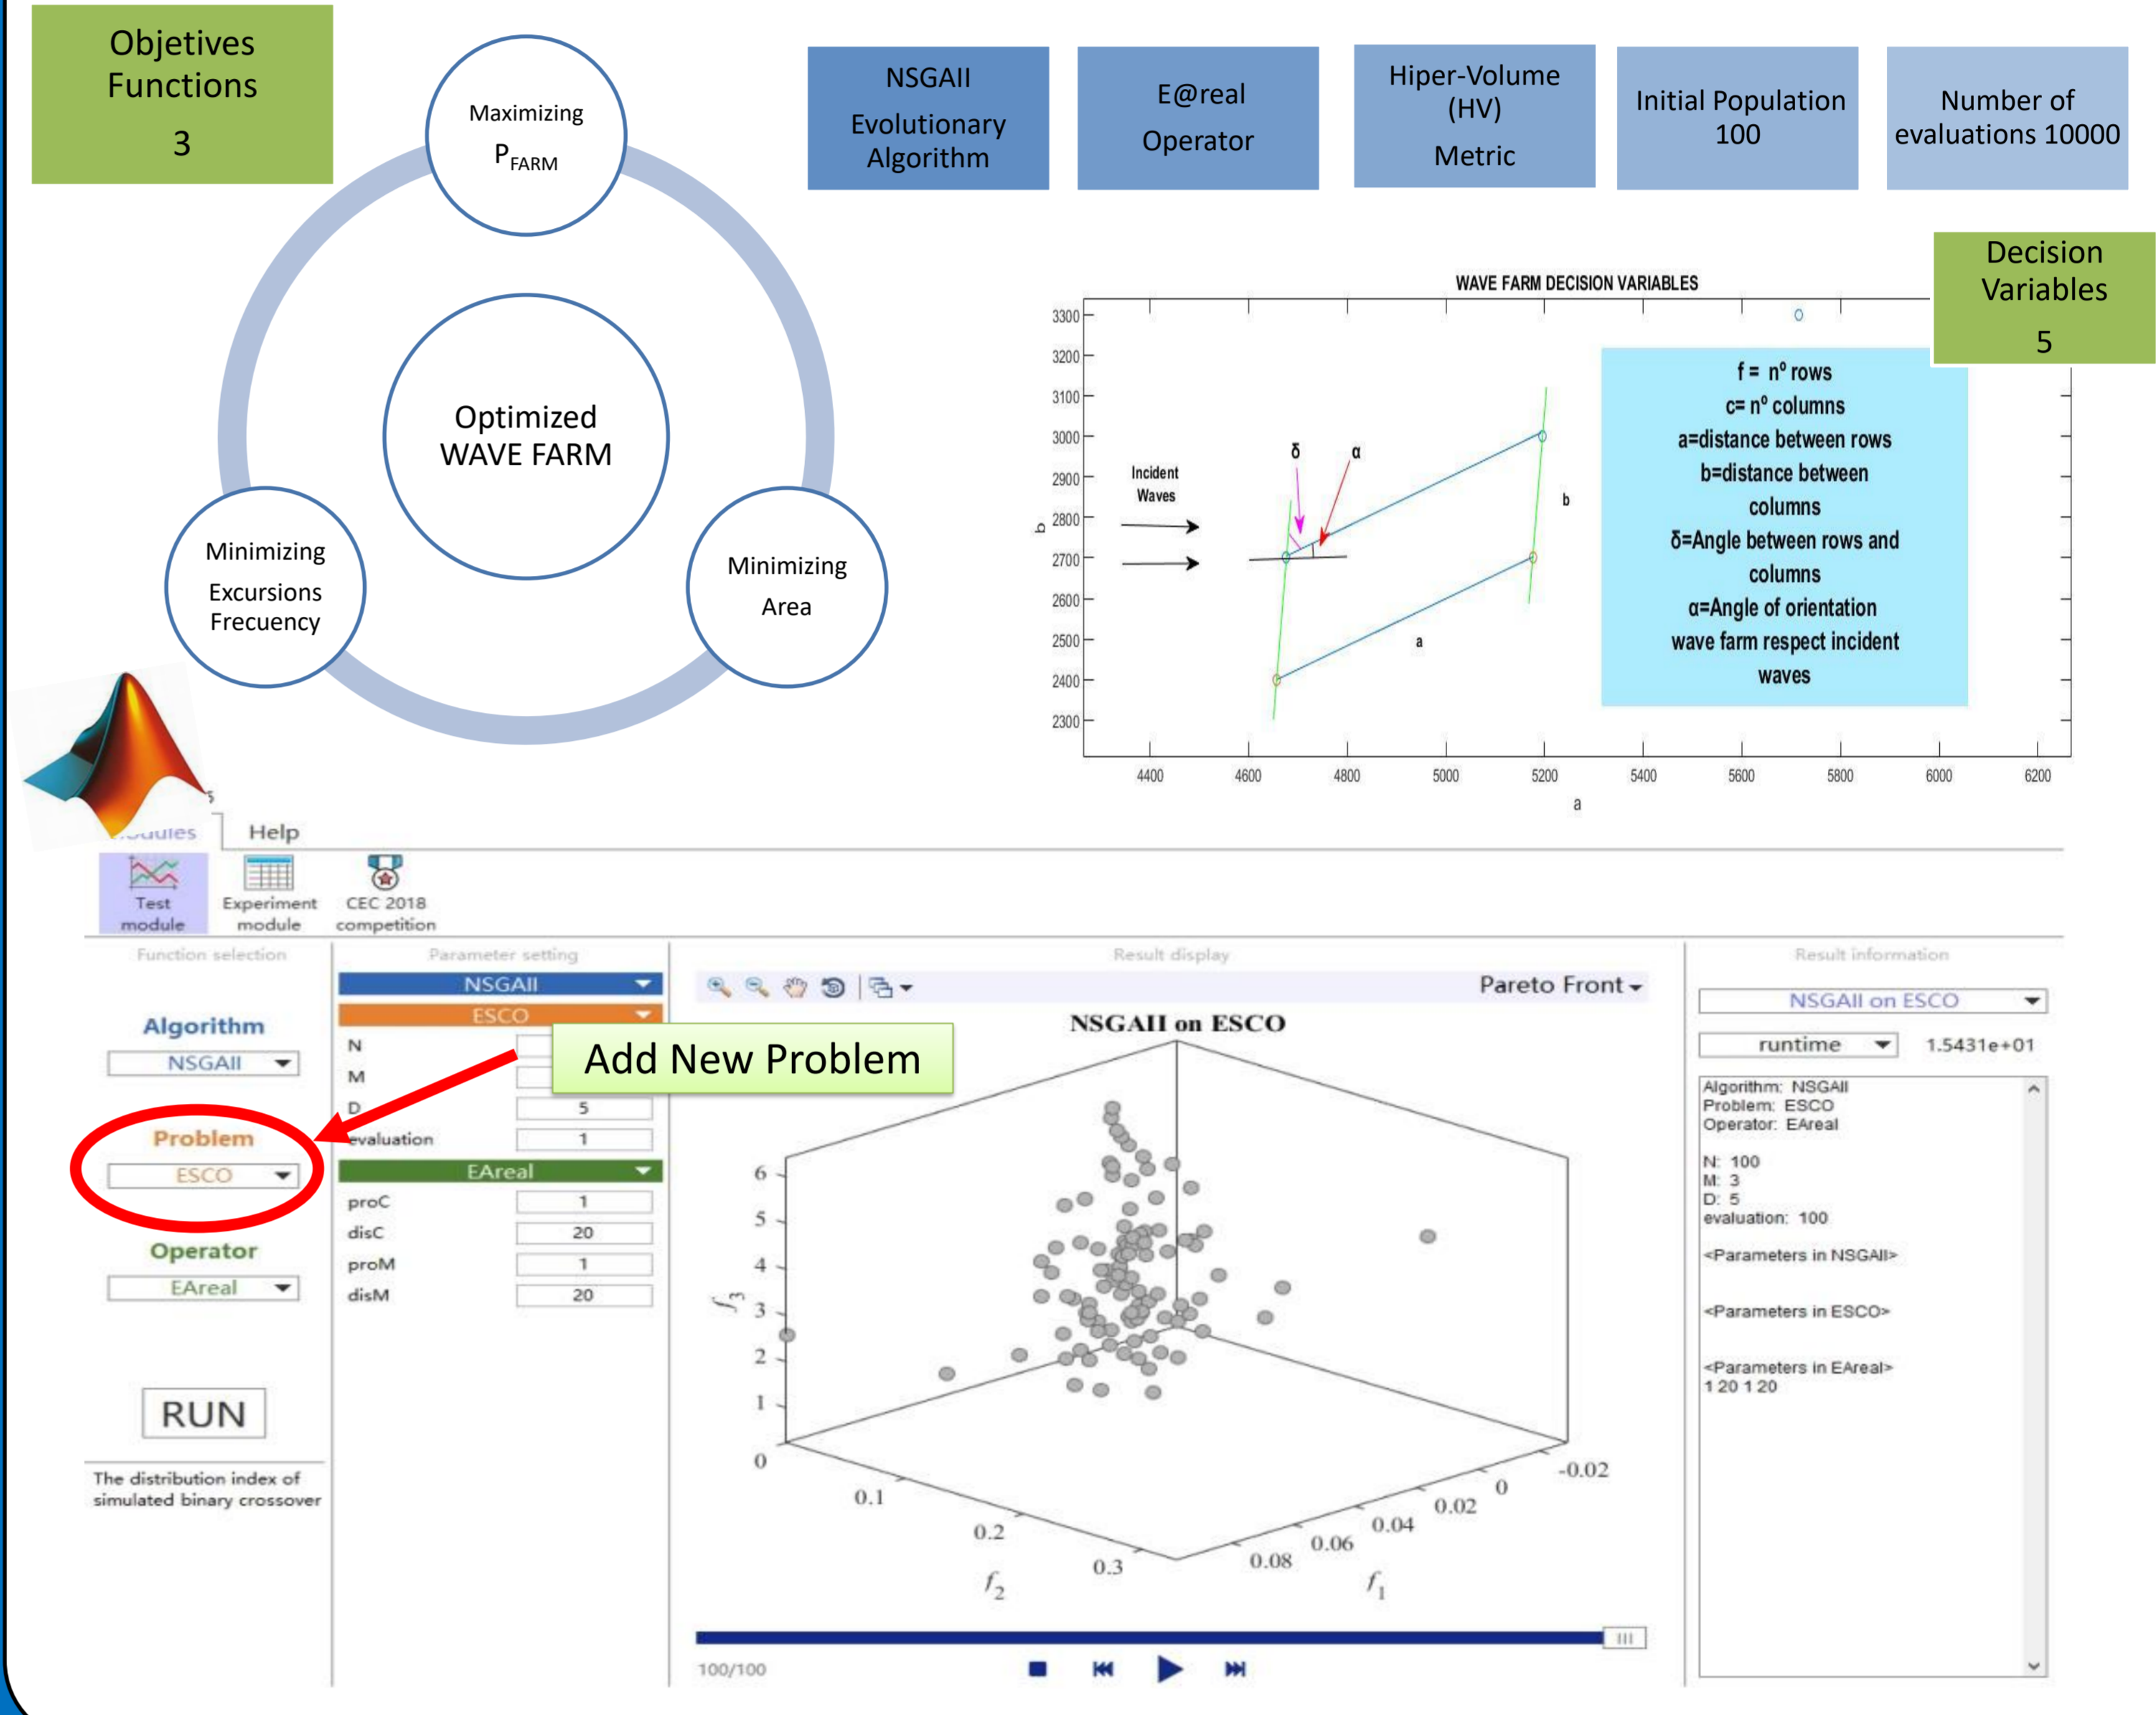 Objetives
Functions
3
Maximizing
PFARM
Optimized
WAVE FARM
Minimizing
Excursions
Frecuency
Minimizing
Area
NSGAII
Evolutionary
Algorithm
E@real
Operator
Hiper-Volume
(HV)
Metric
Initial Population
100
Number of
evaluations 10000
Decision
Variables
5
WAVE FARM DECISION VARIABLES
3300
3200
3100
3000
2900
2800
2700
2600
2500
2400
2300
b
Incident
Waves
δ
α
b
a
f = nº rows
c= nº columns
a=distance between rows
b=distance between
columns
δ=Angle between rows and
columns
α=Angle of orientation
wave farm respect incident
waves
4400 4600 4800 5000 5200 5400 5600 5800 6000 6200
a
Help
Test
module
Experiment
module
CEC 2018
competition
Function selection
Algorithm
NSGAII
Problem
ESCO
Operator
EAreal
RUN
The distribution index of
simulated binary crossover
Parameter setting
NSGAII
ESCO
N
M
D 5
evaluation 1
EAreal
proC 1
disC 20
proM 1
disM 20
Add New Problem
Result display
Pareto Front
NSGAII on ESCO
6
5
4
3
2
1
f3
0
0.1
0.2
0.3
f2
0.08
0.06
0.04
0.02
0
-0.02
f1
100/100
Result information
NSGAII on ESCO
runtime 1.5431e+01
Algorithm: NSGAII
Problem: ESCO
Operator: EAreal
N: 100
M: 3
D: 5
evaluation: 100
<Parameters in NSGAII>
<Parameters in ESCO>
<Parameters in EAreal>
1 20 1 20